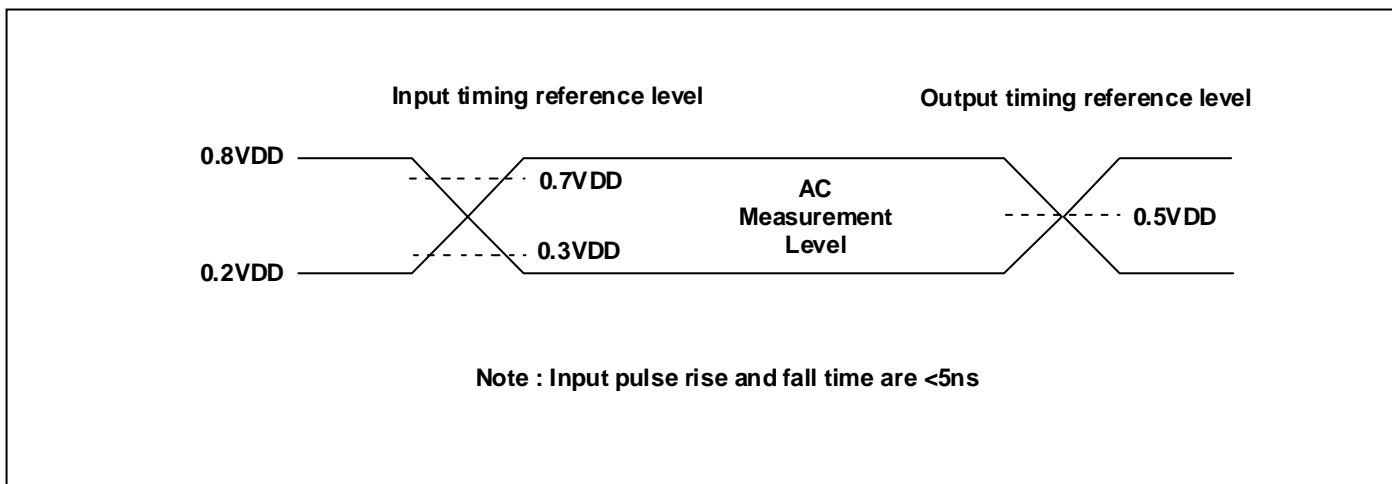 Input timing reference level
Output timing reference level
0.8VDD
0.7VDD
AC
Measurement
Level
0.5VDD
0.3VDD
0.2VDD
Note : Input pulse rise and fall time are <5ns